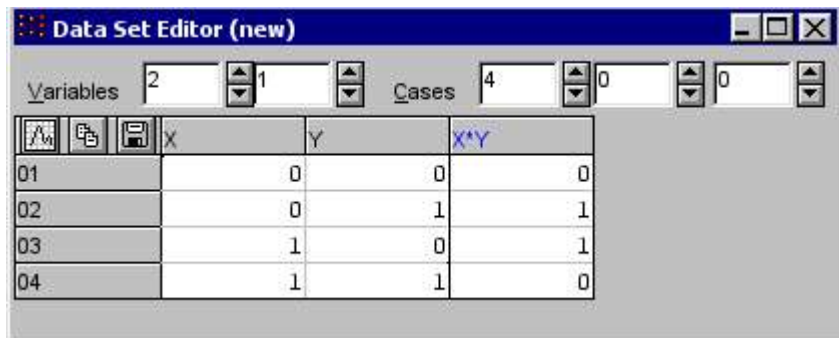 Data Set Editor (new)
Variables 2 1 Cases 4 0 0
X Y X*Y
01 0 0 0
02 0 1 1
03 1 0 1
04 1 1 0